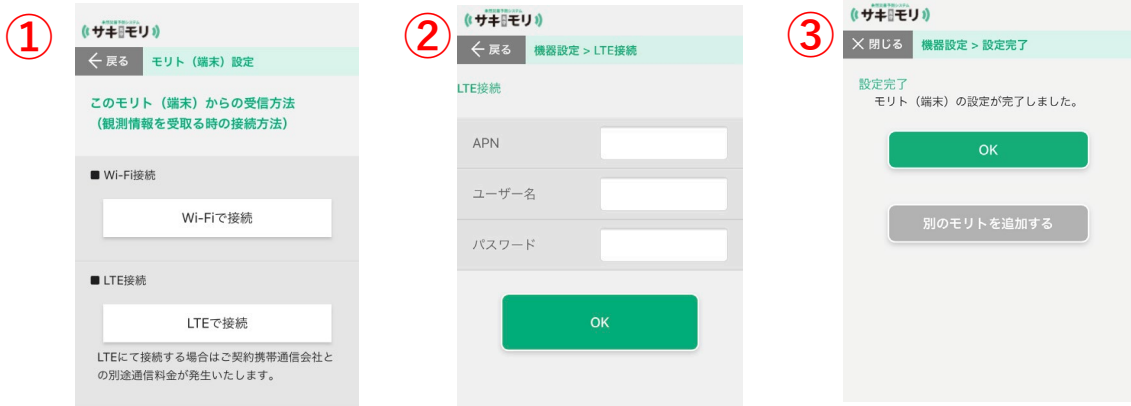 ①
サキモリ
← 戻る モリト（端末）設定
このモリト（端末）からの受信方法
（観測情報を受取る時の接続方法）
■ Wi-Fi接続
Wi-Fiで接続
■ LTE接続
LTEで接続
LTEにて接続する場合はご契約携帯通信会社と
の別途通信料金が発生いたします。
②
サキモリ
← 戻る 機器設定 > LTE接続
LTE接続
APN
ユーザー名
パスワード
OK
③
サキモリ
× 閉じる 機器設定 > 設定完了
設定完了
モリト（端末）の設定が完了しました。
OK
別のモリトを追加する